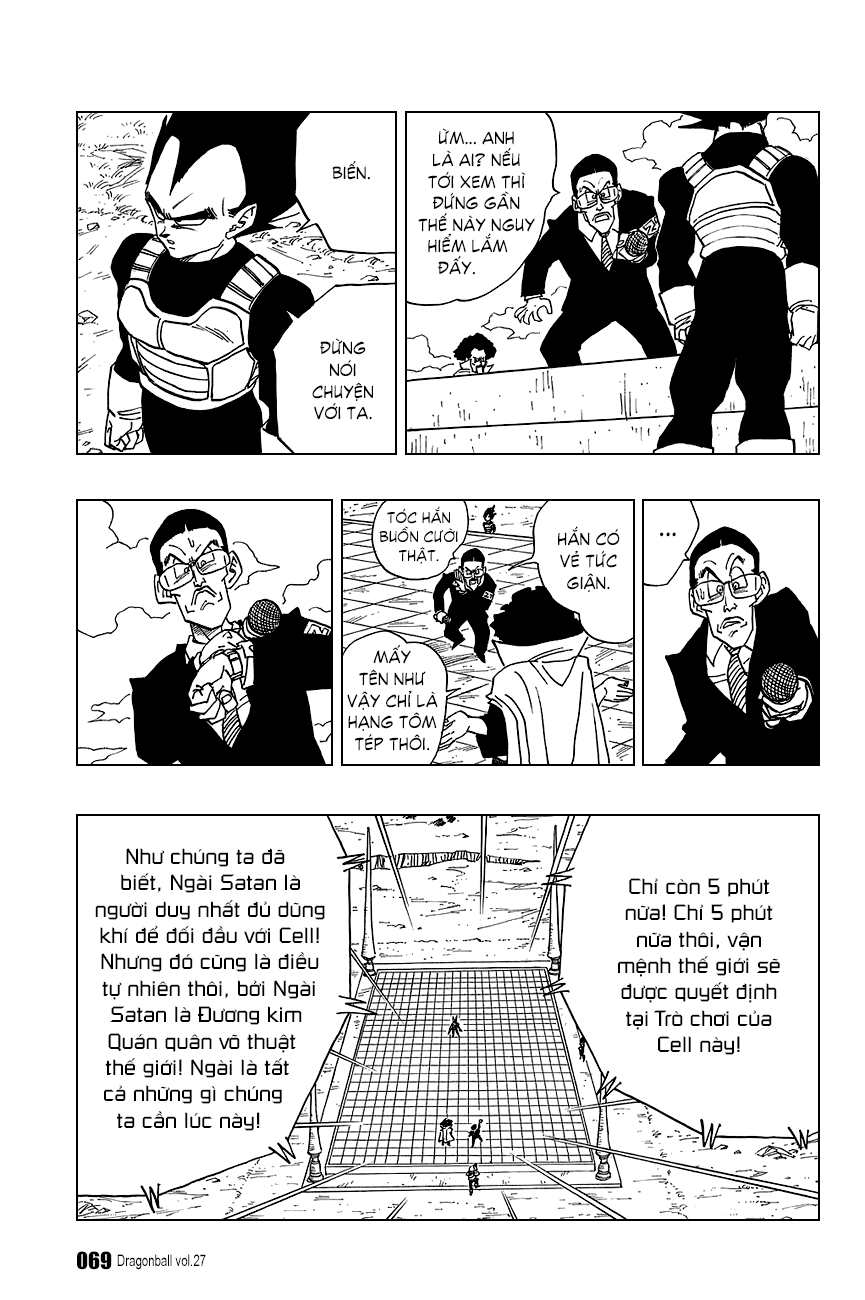 ỪM... ANH
LÀ AI? NẾU
TỚI XEM THÌ
ĐỨNG GẦN
THẾ NÀY NGUY
HIỂM LẮM
ĐẤY.
BIẾN.
ĐỪNG
NÓI
CHUYỆN
VỚI TA.
...
HẮN CÓ
VẺ TỨC
GIẬN.
TÓC HẮN
BUỒN CƯỜI
THẬT.
MẤY
TÊN NHƯ
VẬY CHỈ LÀ
HẠNG TÔM
TÉP THÔI.
Chỉ còn 5 phút
nữa! Chỉ 5 phút
nữa thôi, vận
mệnh thế giới sẽ
được quyết định
tại Trò chơi của
Cell này!
Như chúng ta đã
biết, Ngài Satan là
người duy nhất đủ dũng
khí để đối đầu với Cell!
Nhưng đó cũng là điều
tự nhiên thôi, bởi Ngài
Satan là Đương kim
Quán quân võ thuật
thế giới! Ngài là tất
cả những gì chúng
ta cần lúc này!
069 Dragonball vol.27